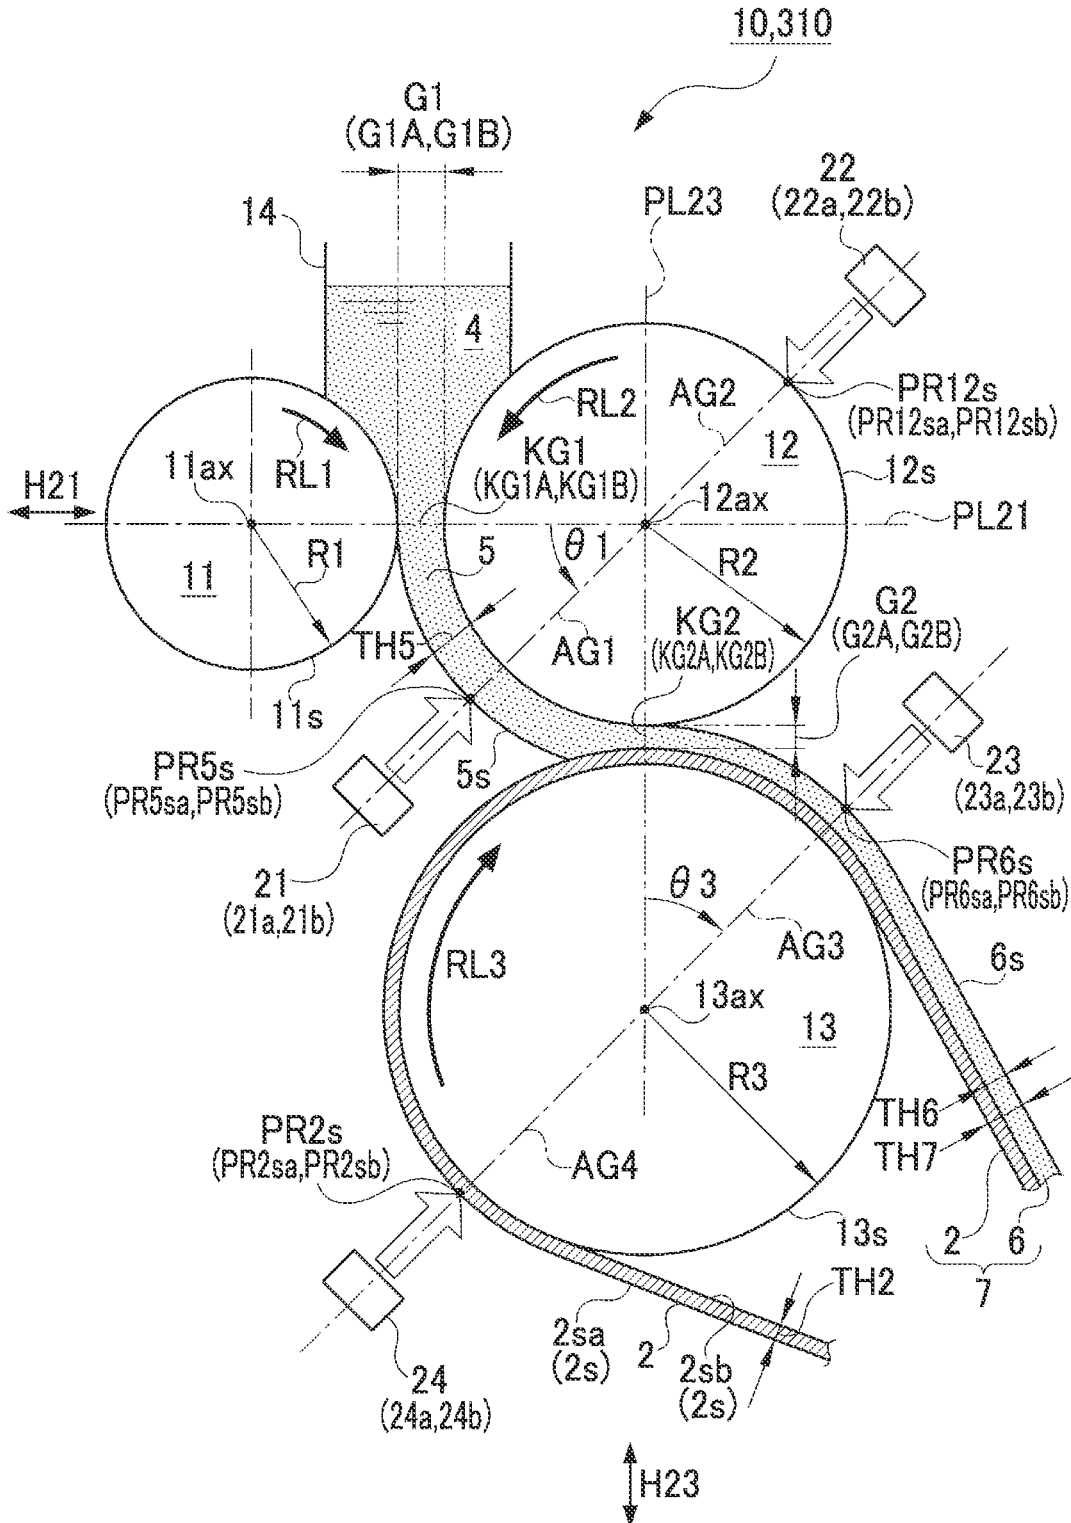 10,310
G1
(G1A,G1B)
22
(22a,22b)
PL23
14
4
RL2
AG2
PR12s
(PR12sa,PR12sb)
12
12s
RL1
KG1
(KG1A,KG1B)
11ax
12ax
H21
PL21
θ1
5
R1
R2
11
G2
(G2A,G2B)
KG2
(KG2A,KG2B)
TH5
AG1
11s
PR5s
(PR5sa,PR5sb)
5s
23
(23a,23b)
21
(21a,21b)
PR6s
(PR6sa,PR6sb)
θ3
AG3
RL3
6s
13ax
13
R3
TH6
TH7
PR2s
(PR2sa,PR2sb)
AG4
13s
2
6
7
TH2
2sa
(2s)
2
2sb
(2s)
24
(24a,24b)
H23